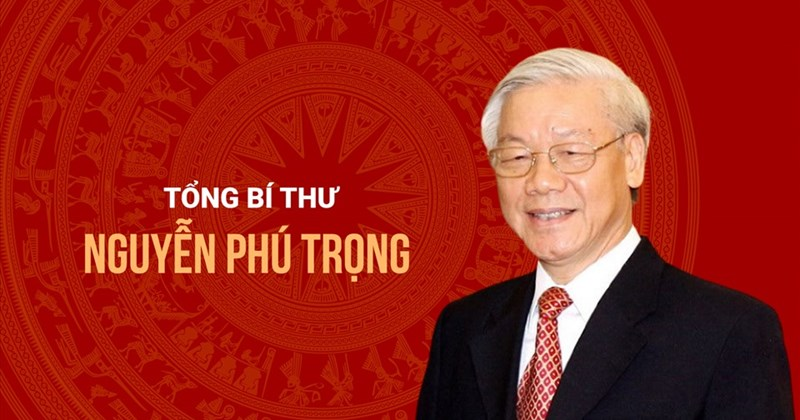 TỔNG BÍ THƯ
NGUYỄN PHÚ TRỌNG